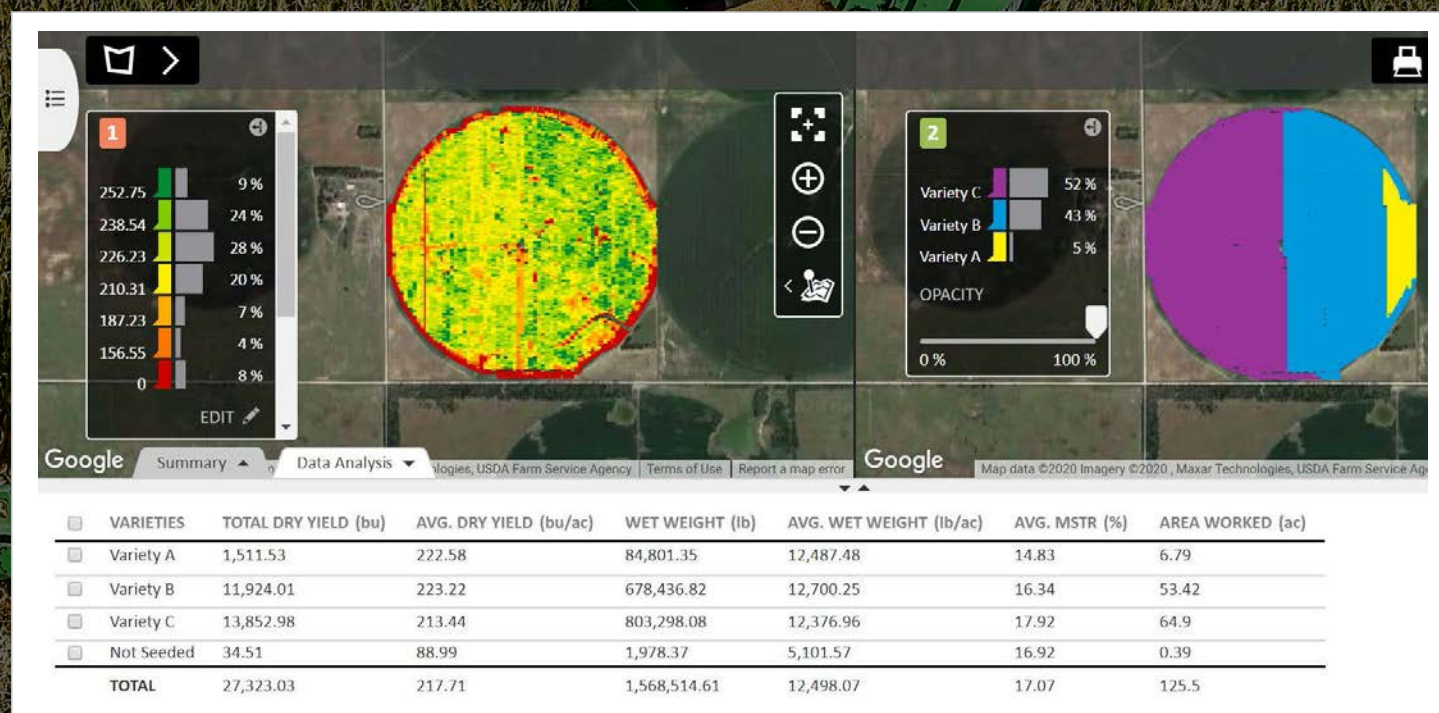 1
252.75
9 %
238.54
24 %
226.23
28 %
210.31
20 %
187.23
7 %
156.55
4 %
0
8 %
EDIT
2
Variety C
52 %
Variety B
43 %
Variety A
5 %
OPACITY
0 %
100 %
Google
Summary
Data Analysis
ologies, USDA Farm Service Agency
Terms of Use
Report a map error
Google
Map data ©2020 Imagery ©2020 , Maxar Technologies, USDA Farm Service Age
VARIETIES TOTAL DRY YIELD (bu) AVG. DRY YIELD (bu/ac) WET WEIGHT (lb) AVG. WET WEIGHT (lb/ac) AVG. MSTR (%) AREA WORKED (ac)
Variety A 1,511.53 222.58 84,801.35 12,487.48 14.83 6.79
Variety B 11,924.01 223.22 678,436.82 12,700.25 16.34 53.42
Variety C 13,852.98 213.44 803,298.08 12,376.96 17.92 64.9
Not Seeded 34.51 88.99 1,978.37 5,101.57 16.92 0.39
TOTAL 27,323.03 217.71 1,568,514.61 12,498.07 17.07 125.5